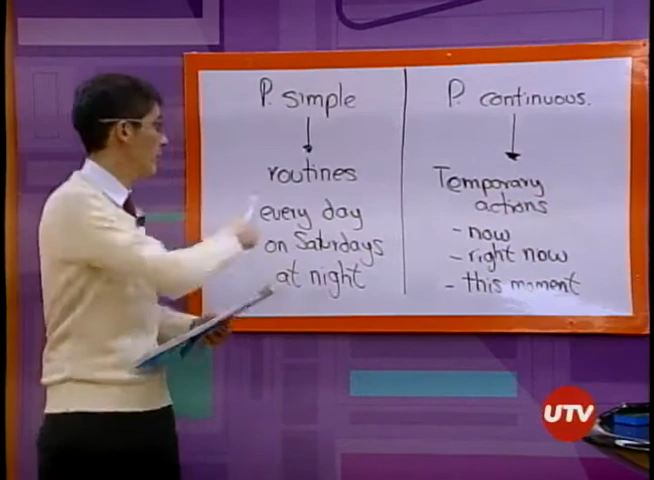 P. simple
routines
every day
on Saturdays
at night
P. continuous.
Temporary
actions
- now
- right now
- this moment
UTV